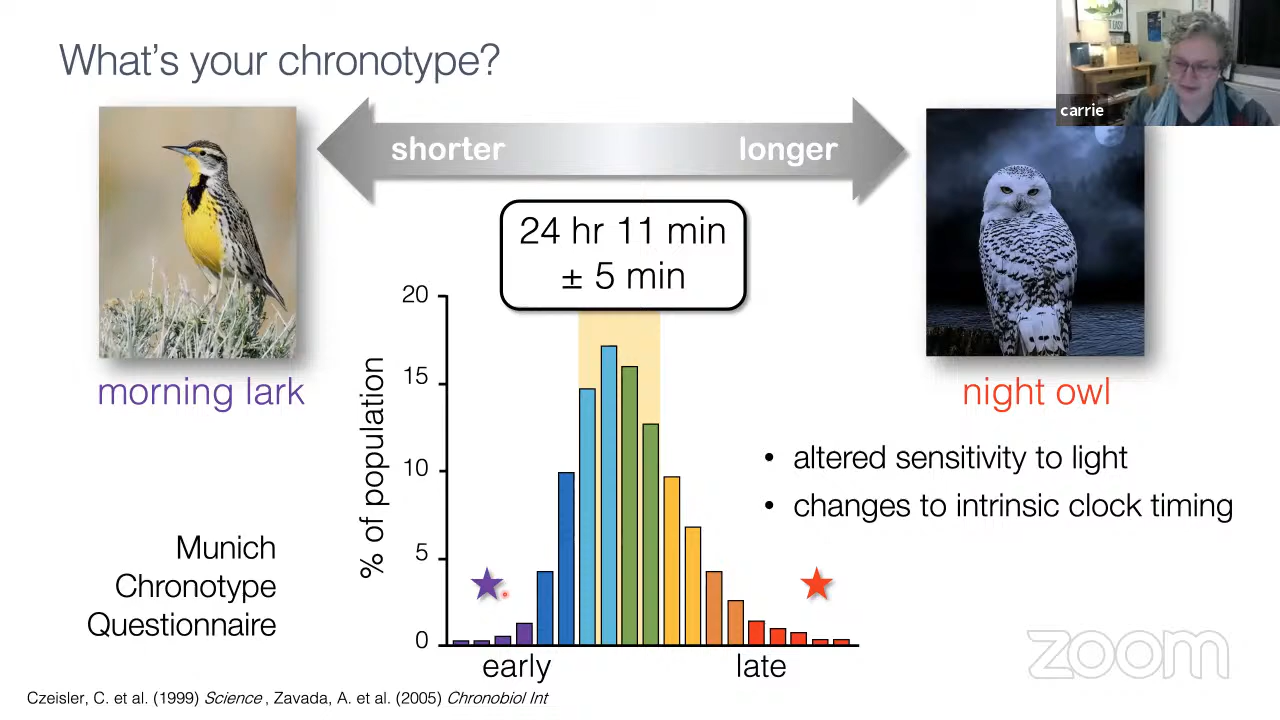 What's your chronotype?
carrie
shorter
longer
24 hr 11 min
± 5 min
morning lark
night owl
% of population
20
15
10
5
0
early
late
• altered sensitivity to light
• changes to intrinsic clock timing
Munich
Chronotype
Questionnaire
zoom
Czeisler, C. et al. (1999) Science , Zavada, A. et al. (2005) Chronobiol Int